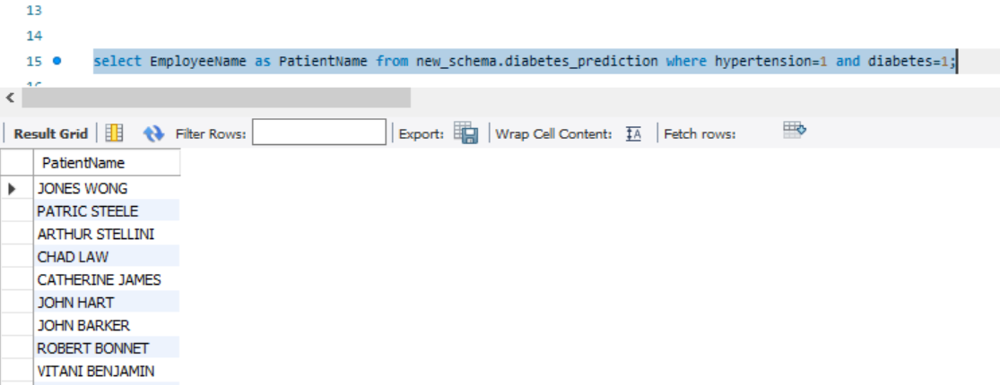 13
14
15 select EmployeeName as PatientName from new_schema.diabetes_prediction where hypertension=1 and diabetes=1;
Result Grid Filter Rows: Export: Wrap Cell Content: IA Fetch rows:
PatientName
JONES WONG
PATRIC STEELE
ARTHUR STELLINI
CHAD LAW
CATHERINE JAMES
JOHN HART
JOHN BARKER
ROBERT BONNET
VITANI BENJAMIN